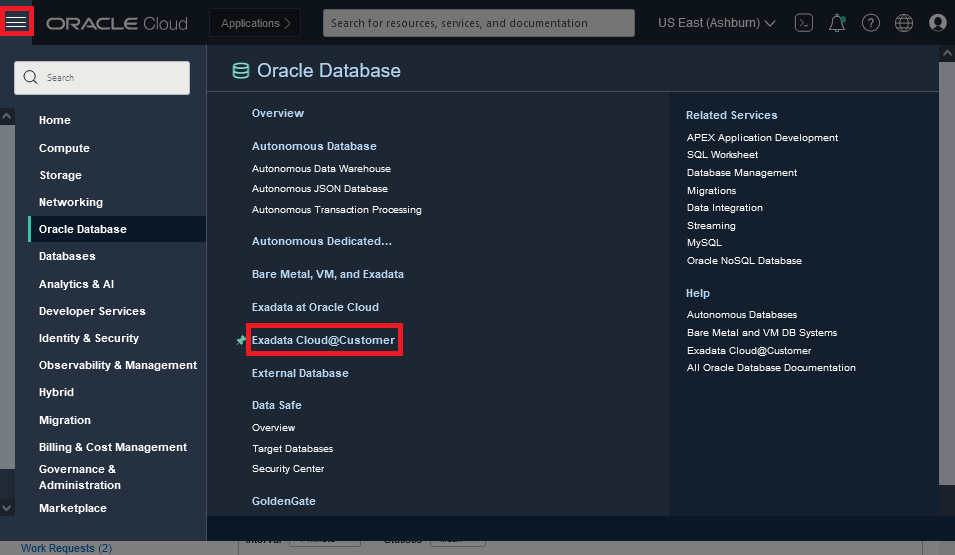 ORACLE Cloud
Applications
Search for resources, services, and documentation
US East (Ashburn)
Search
Home
Compute
Storage
Networking
Oracle Database
Databases
Analytics & AI
Developer Services
Identity & Security
Observability & Management
Hybrid
Migration
Billing & Cost Management
Governance &
Administration
Marketplace
Oracle Database
Overview
Autonomous Database
Autonomous Data Warehouse
Autonomous JSON Database
Autonomous Transaction Processing
Autonomous Dedicated...
Bare Metal, VM, and Exadata
Exadata at Oracle Cloud
Exadata Cloud@Customer
External Database
Data Safe
Overview
Target Databases
Security Center
GoldenGate
Related Services
APEX Application Development
SQL Worksheet
Database Management
Migrations
Data Integration
Streaming
MySQL
Oracle NoSQL Database
Help
Autonomous Databases
Bare Metal and VM DB Systems
Exadata Cloud@Customer
All Oracle Database Documentation
Work Requests (2)